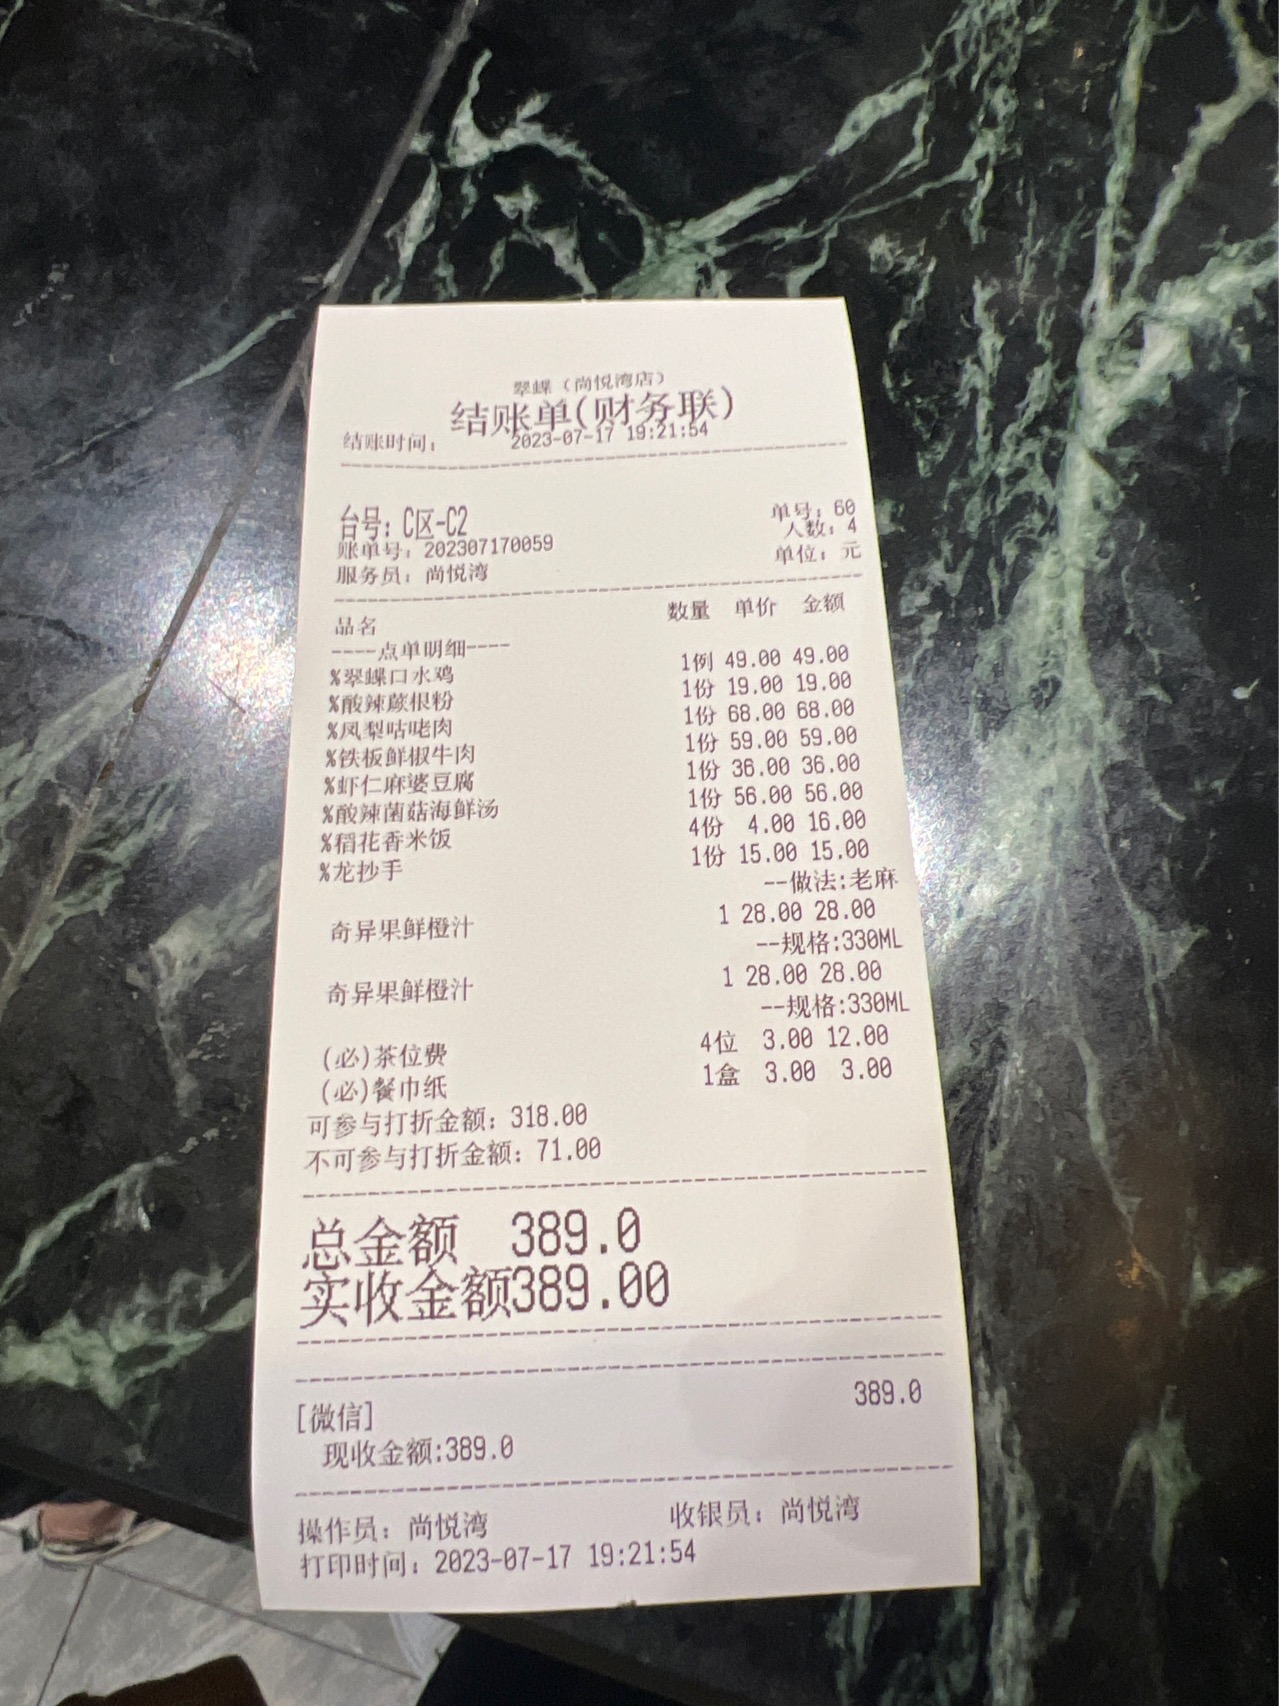 翠蝶（尚悦湾店）
结账单(财务联)
结账时间： 2023-07-17 19:21:54
台号：C区-C2 单号：60
人数：4
账单号：202307170059
服务员：尚悦湾 单位：元
品名 数量 单价 金额
----点单明细----
%翠蝶口水鸡 1例 49.00 49.00
%酸辣蕨根粉 1份 19.00 19.00
%凤梨咕咾肉 1份 68.00 68.00
%铁板鲜椒牛肉 1份 59.00 59.00
%虾仁麻婆豆腐 1份 36.00 36.00
%酸辣菌菇海鲜汤 1份 56.00 56.00
%稻花香米饭 4份 4.00 16.00
%龙抄手 1份 15.00 15.00
--做法:老麻
奇异果鲜橙汁 1 28.00 28.00
--规格:330ML
奇异果鲜橙汁 1 28.00 28.00
--规格:330ML
(必)茶位费 4位 3.00 12.00
(必)餐巾纸 1盒 3.00 3.00
可参与打折金额：318.00
不可参与打折金额：71.00
总金额 389.0
实收金额389.00
[微信] 389.0
现收金额:389.0
操作员：尚悦湾 收银员：尚悦湾
打印时间：2023-07-17 19:21:54